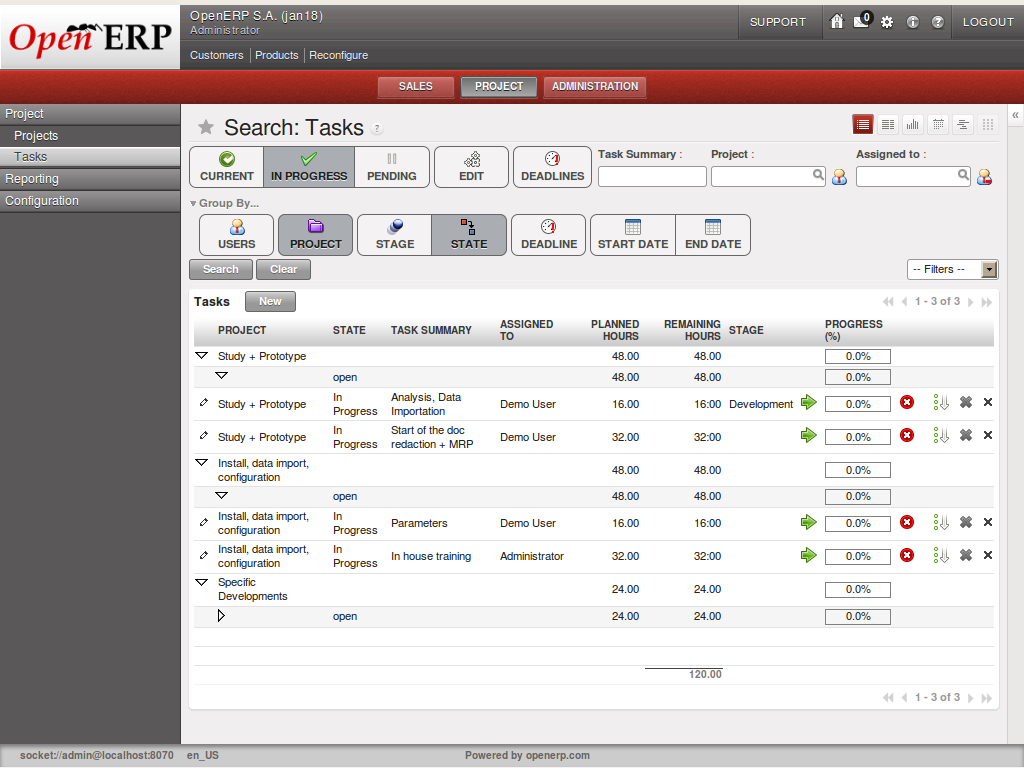 Open ERP
OpenERP S.A. (jan18)
Administrator
Customers Products Reconfigure
SUPPORT 0 LOGOUT
SALES PROJECT ADMINISTRATION
Project
Projects
Tasks
Reporting
Configuration
Search: Tasks ?
«
CURRENT IN PROGRESS PENDING EDIT DEADLINES
Task Summary : Project : Assigned to :
Group By...
USERS PROJECT STAGE STATE DEADLINE START DATE END DATE
Search Clear -- Filters --
Tasks New 1 - 3 of 3
PROJECT STATE TASK SUMMARY ASSIGNED TO PLANNED HOURS REMAINING HOURS STAGE PROGRESS (%)
Study + Prototype 48.00 48.00 0.0%
open 48.00 48.00 0.0%
Study + Prototype In Progress Analysis, Data Importation Demo User 16.00 16:00 Development 0.0%
Study + Prototype In Progress Start of the doc redaction + MRP Demo User 32.00 32:00 0.0%
Install, data import, configuration 48.00 48.00 0.0%
open 48.00 48.00 0.0%
Install, data import, configuration In Progress Parameters Demo User 16.00 16:00 0.0%
Install, data import, configuration In Progress In house training Administrator 32.00 32:00 0.0%
Specific Developments 24.00 24.00 0.0%
open 24.00 24.00 0.0%
120.00
1 - 3 of 3
socket://admin@localhost:8070 en_US Powered by openerp.com